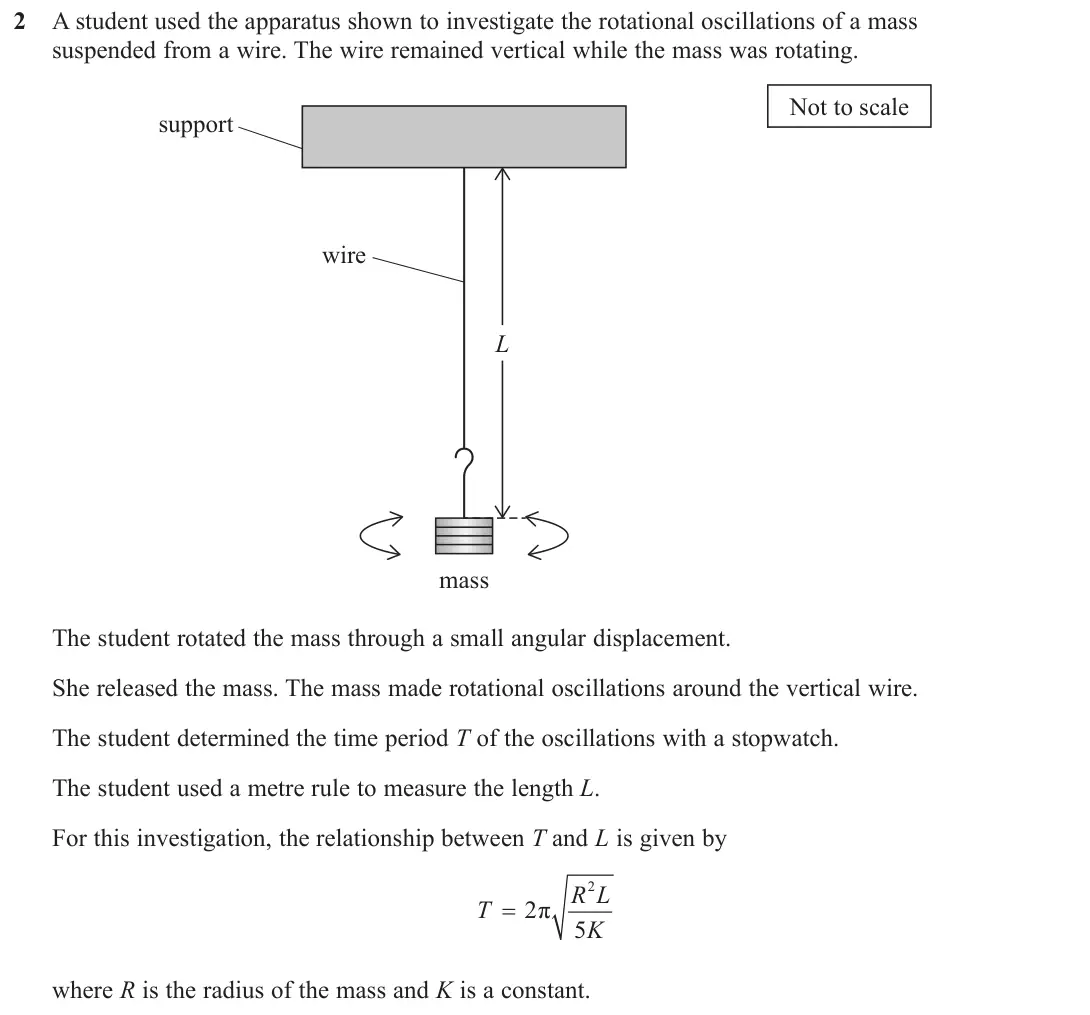 2 A student used the apparatus shown to investigate the rotational oscillations of a mass
suspended from a wire. The wire remained vertical while the mass was rotating.
Not to scale
support
wire
L
mass
The student rotated the mass through a small angular displacement.
She released the mass. The mass made rotational oscillations around the vertical wire.
The student determined the time period T of the oscillations with a stopwatch.
The student used a metre rule to measure the length L.
For this investigation, the relationship between T and L is given by
T = 2π√(R²L/5K)
where R is the radius of the mass and K is a constant.